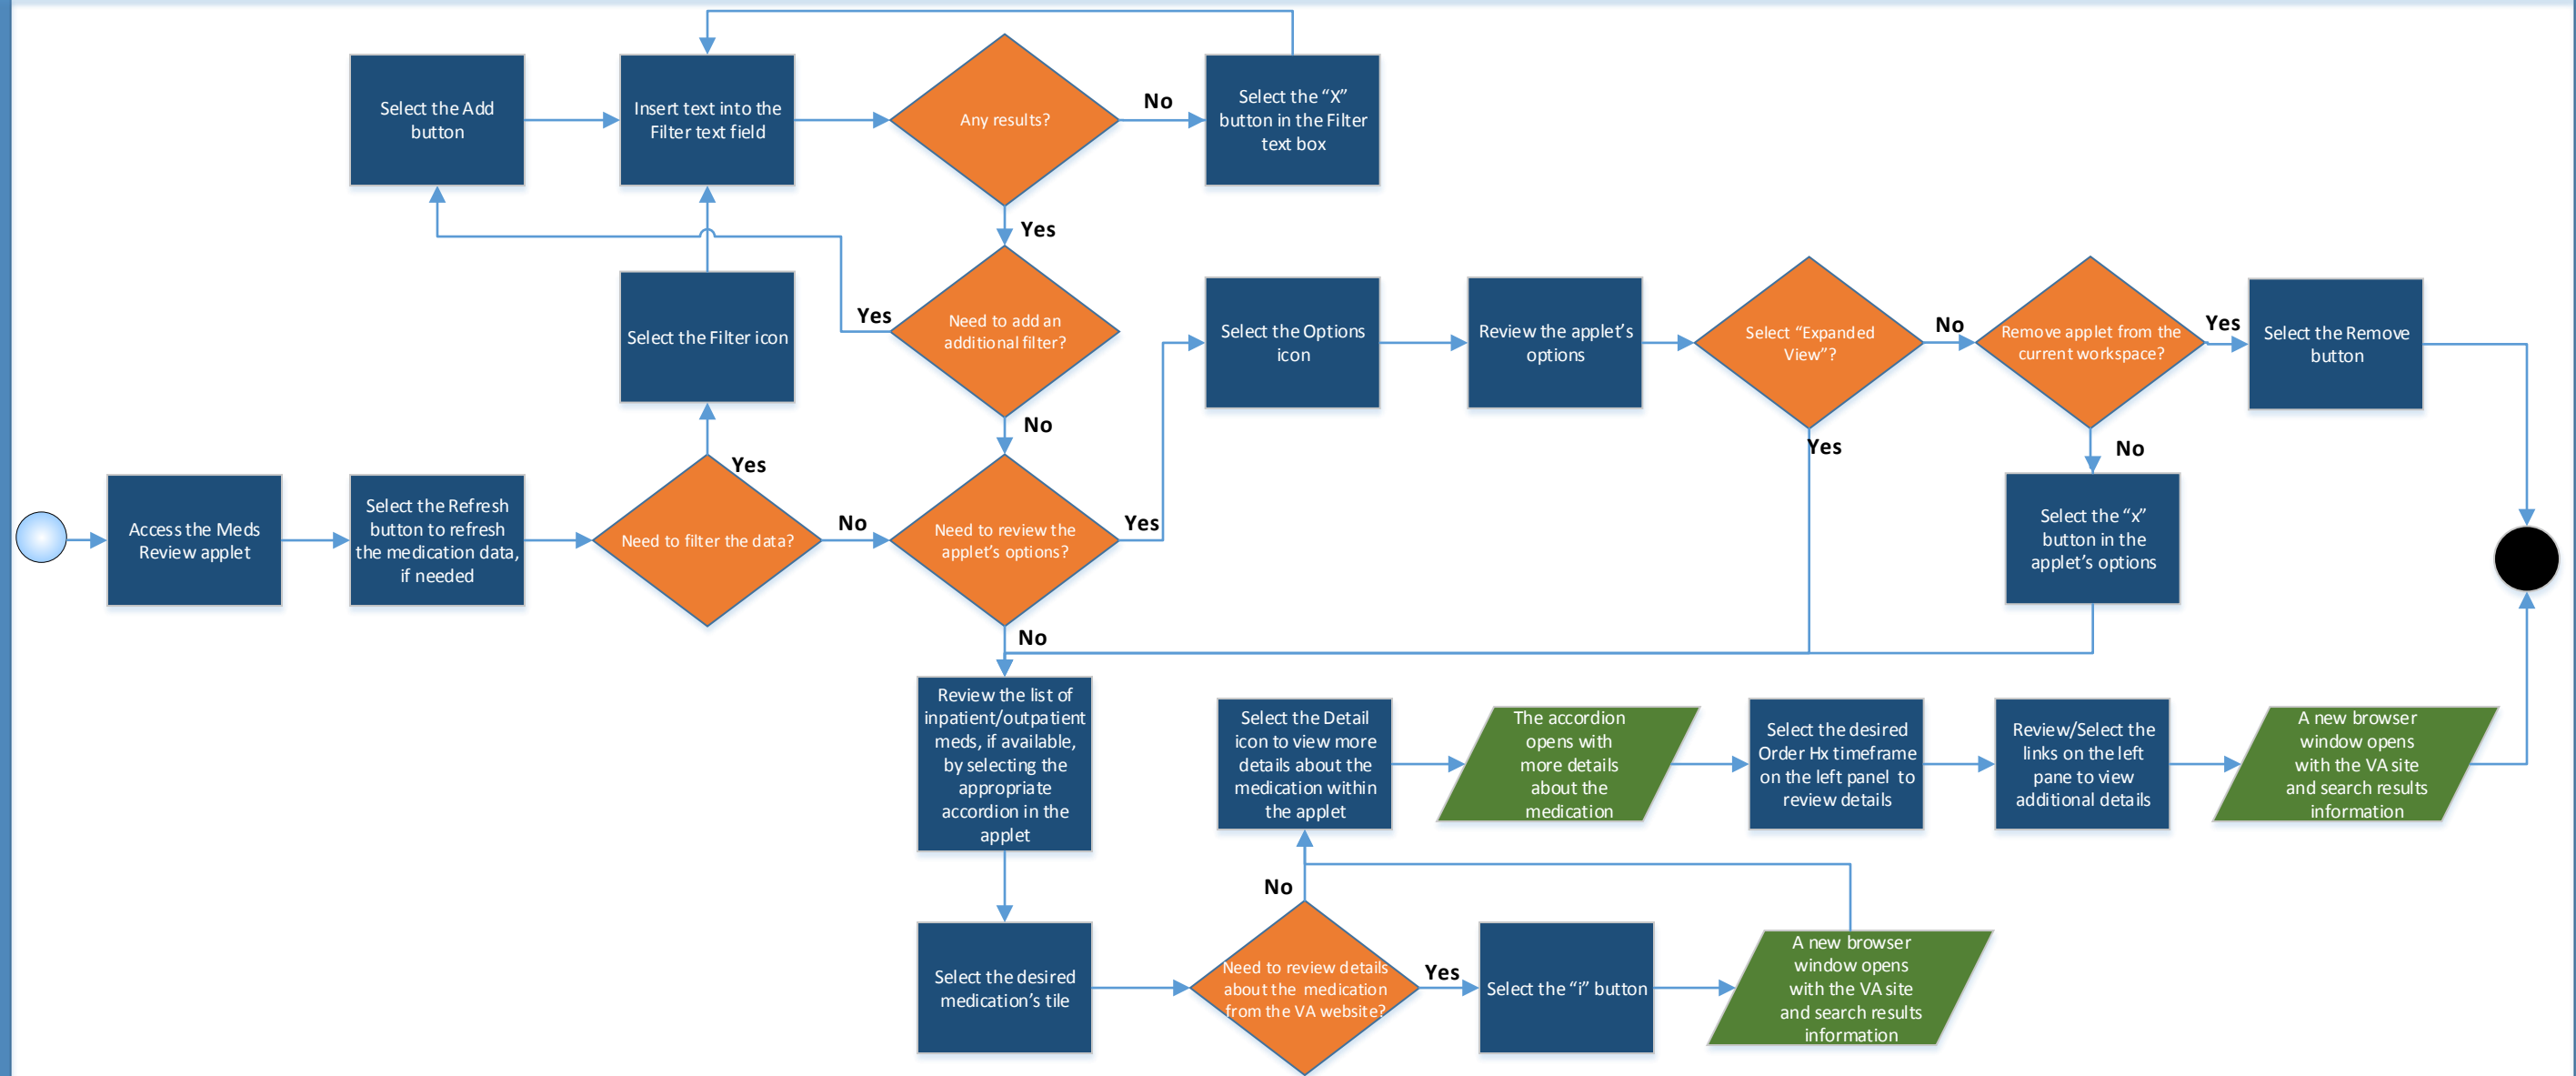 Select the Add
button
Insert text into the
Filter text field
Any results?
No
Select the “X”
button in the Filter
text box
Yes
Select the Filter icon
Yes
Need to add an
additional filter?
No
Select the Options
icon
Review the applet’s
options
Select “Expanded
View”?
No
Yes
Remove applet from the
current workspace?
Yes
No
Select the Remove
button
Access the Meds
Review applet
Select the Refresh
button to refresh
the medication data,
if needed
Yes
Need to filter the data?
No
Need to review the
applet’s options?
Yes
No
Select the “x”
button in the
applet’s options
Review the list of
inpatient/outpatient
meds, if available,
by selecting the
appropriate
accordion in the
applet
Select the Detail
icon to view more
details about the
medication within
the applet
The accordion
opens with
more details
about the
medication
Select the desired
Order Hx timeframe
on the left panel to
review details
Review/Select the
links on the left
pane to view
additional details
A new browser
window opens
with the VA site
and search results
information
Select the desired
medication’s tile
No
Need to review details
about the medication
from the VA website?
Yes
Select the “i” button
A new browser
window opens
with the VA site
and search results
information